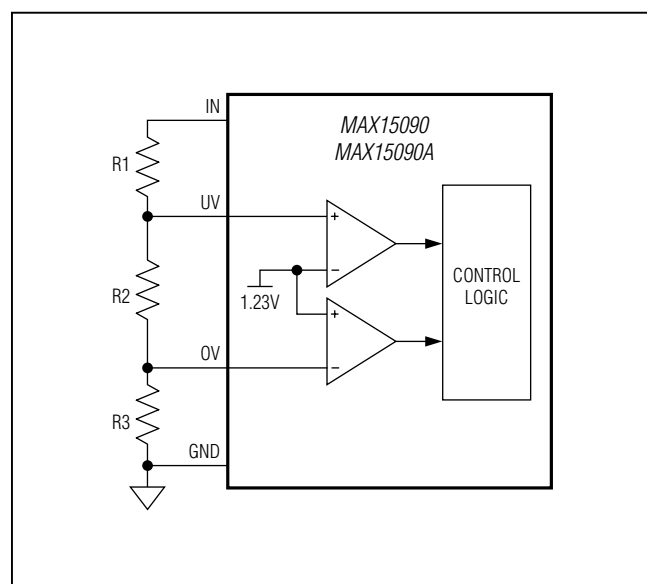 IN
MAX15090
MAX15090A
R1
UV
+
−
1.23V
R2
+
−
CONTROL
LOGIC
OV
R3
GND